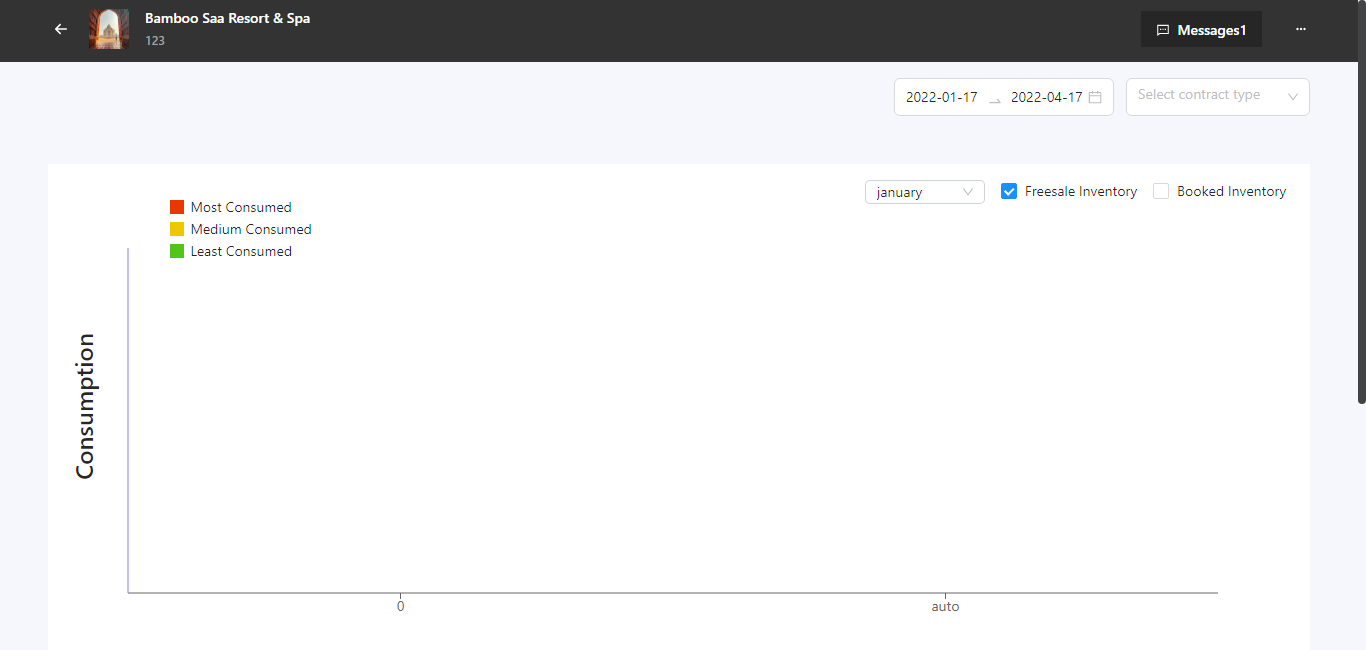 Bamboo Saa Resort & Spa
123
Messages1
2022-01-17
2022-04-17
Select contract type
january
Freesale Inventory
Booked Inventory
Most Consumed
Medium Consumed
Least Consumed
Consumption
0
auto